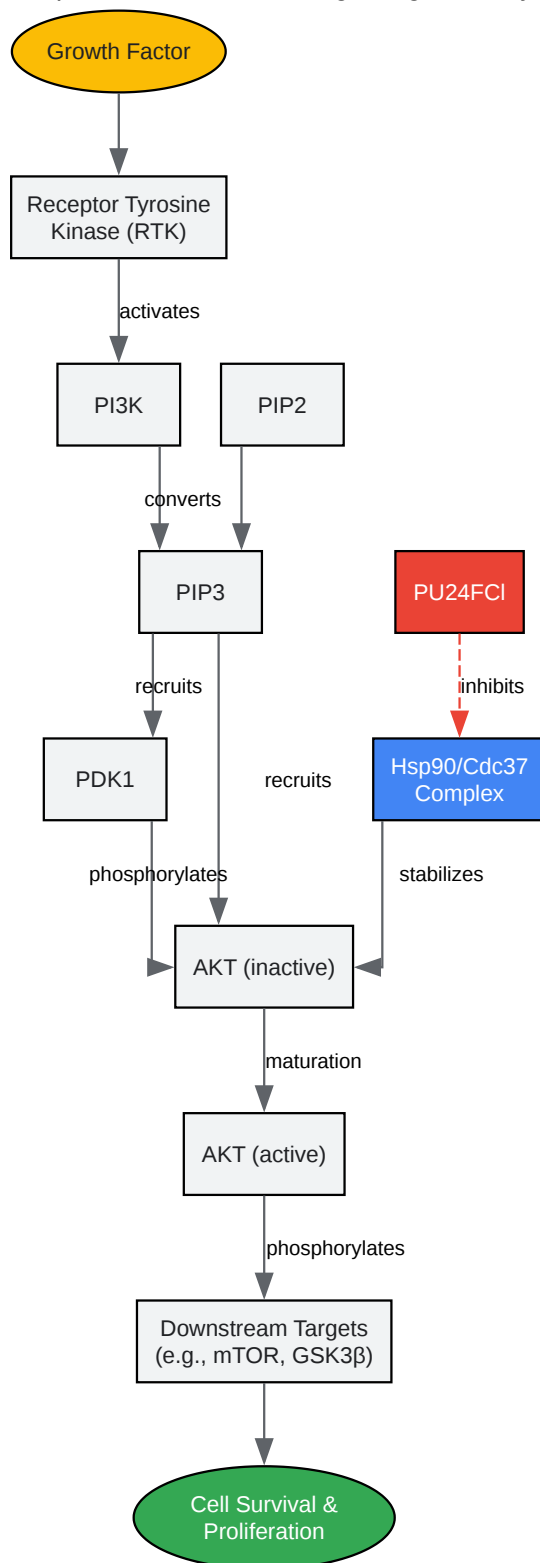 Growth Factor
Receptor Tyrosine
Kinase (RTK)
activates
PI3K
PIP2
converts
PIP3
PU24FCl
recruits
inhibits
PDK1
recruits
Hsp90/Cdc37
Complex
phosphorylates
stabilizes
AKT (inactive)
maturation
AKT (active)
phosphorylates
Downstream Targets
(e.g., mTOR, GSK3β)
Cell Survival &
Proliferation